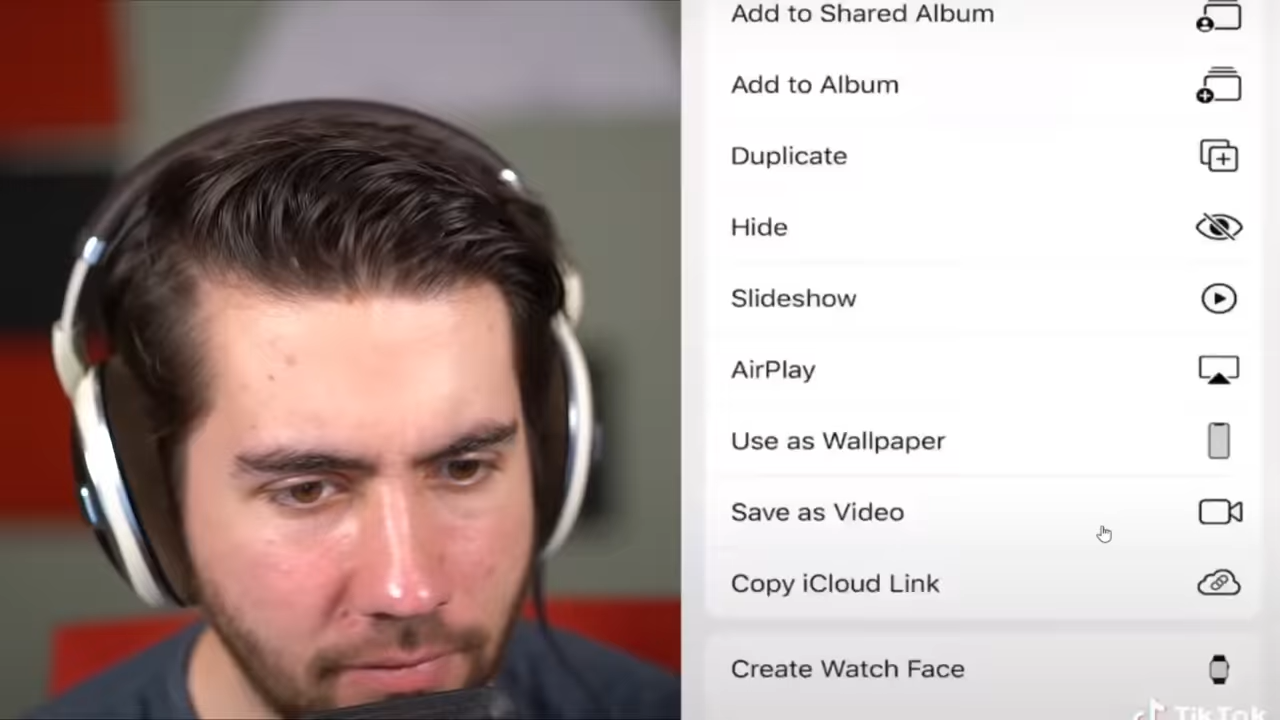 Add to Shared Album
Add to Album
Duplicate
Hide
Slideshow
AirPlay
Use as Wallpaper
Save as Video
Copy iCloud Link
Create Watch Face
TikTok